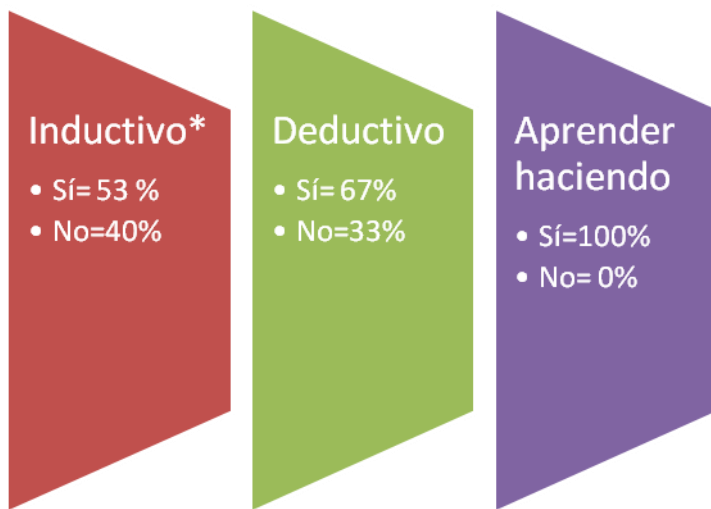 Inductivo*
• Sí= 53 %
• No=40%
Deductivo
• Sí= 67%
• No=33%
Aprender
haciendo
• Sí=100%
• No= 0%